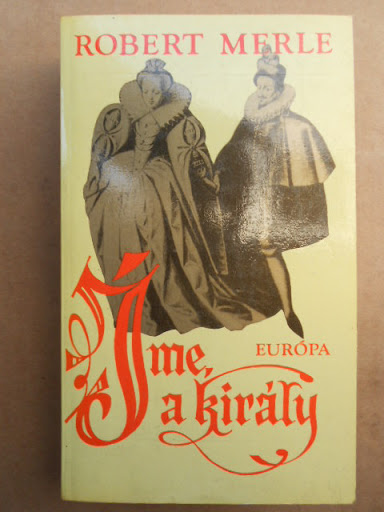 ROBERT MERLE
Íme,
EURÓPA
a király